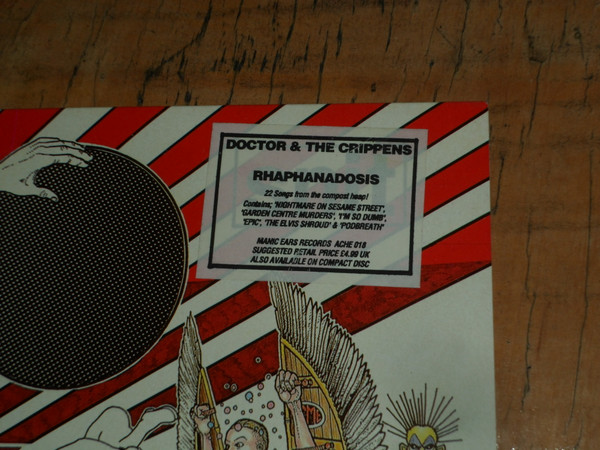 DOCTOR & THE CRIPPENS
RHAPHANADOSIS
22 Songs from the compost heap!
Contains; 'NIGHTMARE ON SESAME STREET',
'GARDEN CENTRE MURDERS', 'I'M SO DUMB',
'EPIC', 'THE ELVIS SHROUD' & 'PODBREATH'
MANIC EARS RECORDS ACHE 018
SUGGESTED RETAIL PRICE £4.99 UK
ALSO AVAILABLE ON COMPACT DISC